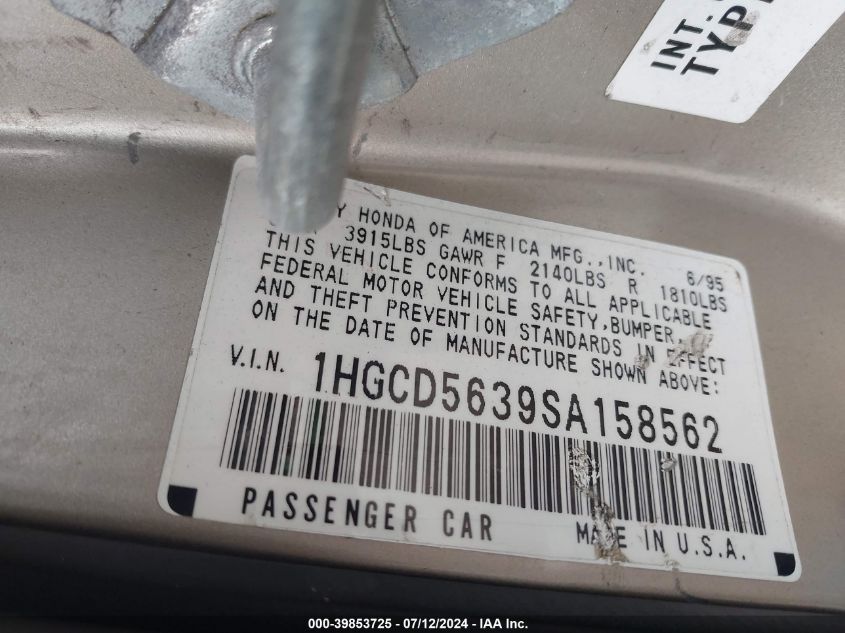 INT.
TYPE
Y HONDA OF AMERICA MFG.,INC. 6/95
3915LBS GAWR F 2140LBS R 1810LBS
THIS VEHICLE CONFORMS TO ALL APPLICABLE
FEDERAL MOTOR VEHICLE SAFETY,BUMPER,
AND THEFT PREVENTION STANDARDS IN EFFECT
ON THE DATE OF MANUFACTURE SHOWN ABOVE:
V.I.N. 1HGCD5639SA158562
PASSENGER CAR MADE IN U.S.A.
000-39853725 - 07/12/2024 - IAA Inc.